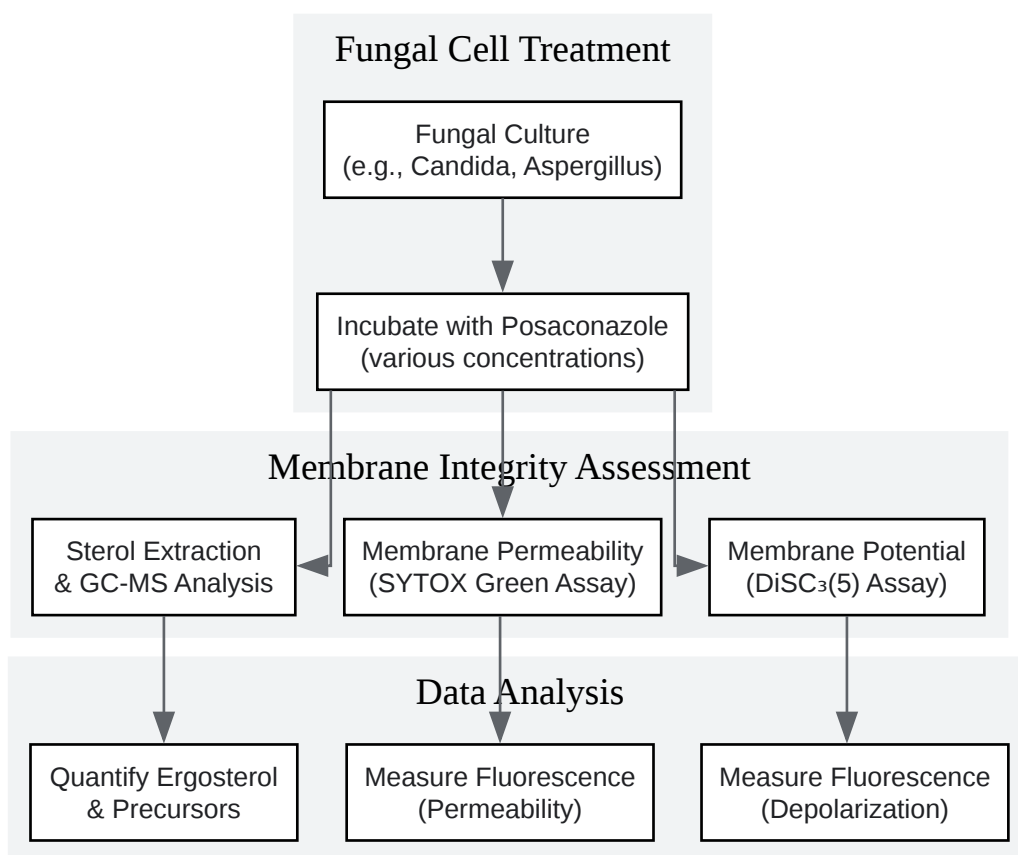 Fungal Cell Treatment
Fungal Culture
(e.g., Candida, Aspergillus)
Incubate with Posaconazole
(various concentrations)
Membrane Integrity Assessment
Sterol Extraction
& GC-MS Analysis
Membrane Permeability
(SYTOX Green Assay)
Membrane Potential
(DiSC₃(5) Assay)
Data Analysis
Quantify Ergosterol
& Precursors
Measure Fluorescence
(Permeability)
Measure Fluorescence
(Depolarization)